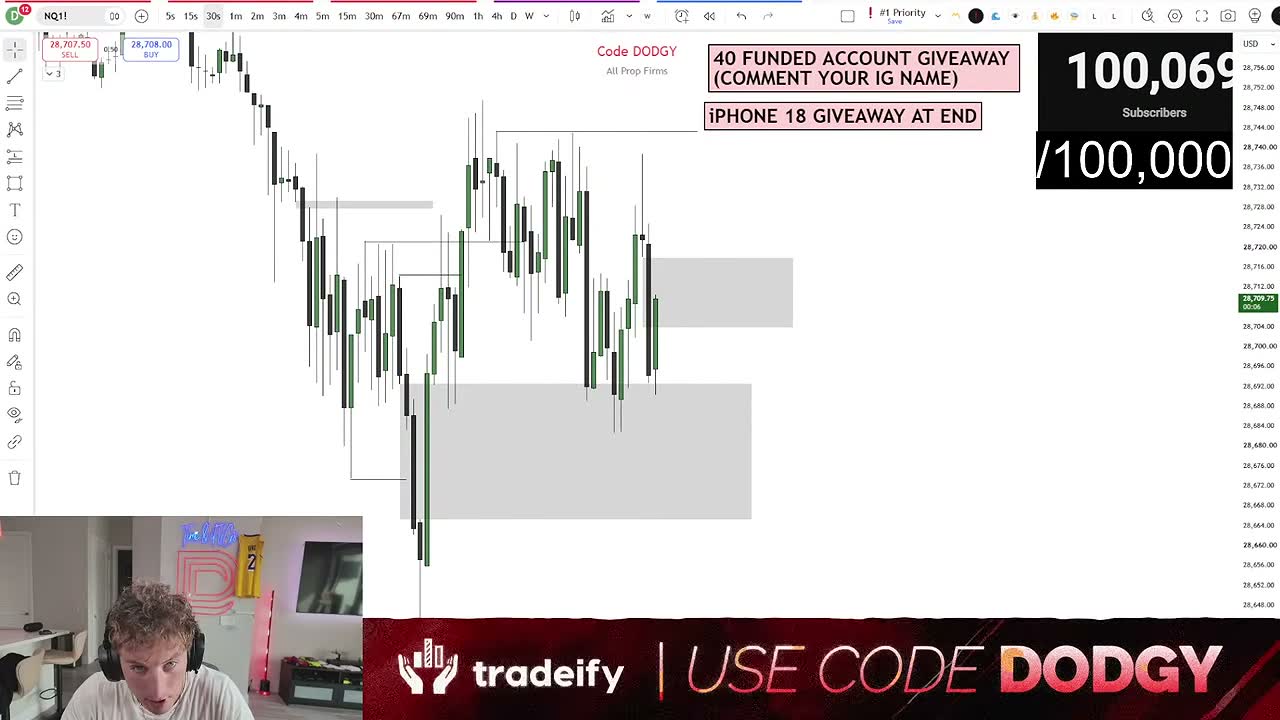 D 12 NQ1! 5s 15s 30s 1m 2m 3m 4m 5m 15m 30m 67m 69m 90m 1h 4h D W w #1 Priority L L
Save
28,707.50
SELL
0.50
28,708.00
BUY
3
Code DODGY
All Prop Firms
40 FUNDED ACCOUNT GIVEAWAY
(COMMENT YOUR IG NAME)
iPHONE 18 GIVEAWAY AT END
100,069
Subscribers
/100,000
USD
28,756.00
28,752.00
28,748.00
28,744.00
28,740.00
28,736.00
28,732.00
28,728.00
28,724.00
28,720.00
28,716.00
28,712.00
28,709.75
00:06
28,704.00
28,700.00
28,696.00
28,692.00
28,688.00
28,684.00
28,680.00
28,676.00
28,672.00
28,668.00
28,664.00
28,660.00
28,656.00
28,652.00
28,648.00
tradeify
USE CODE DODGY